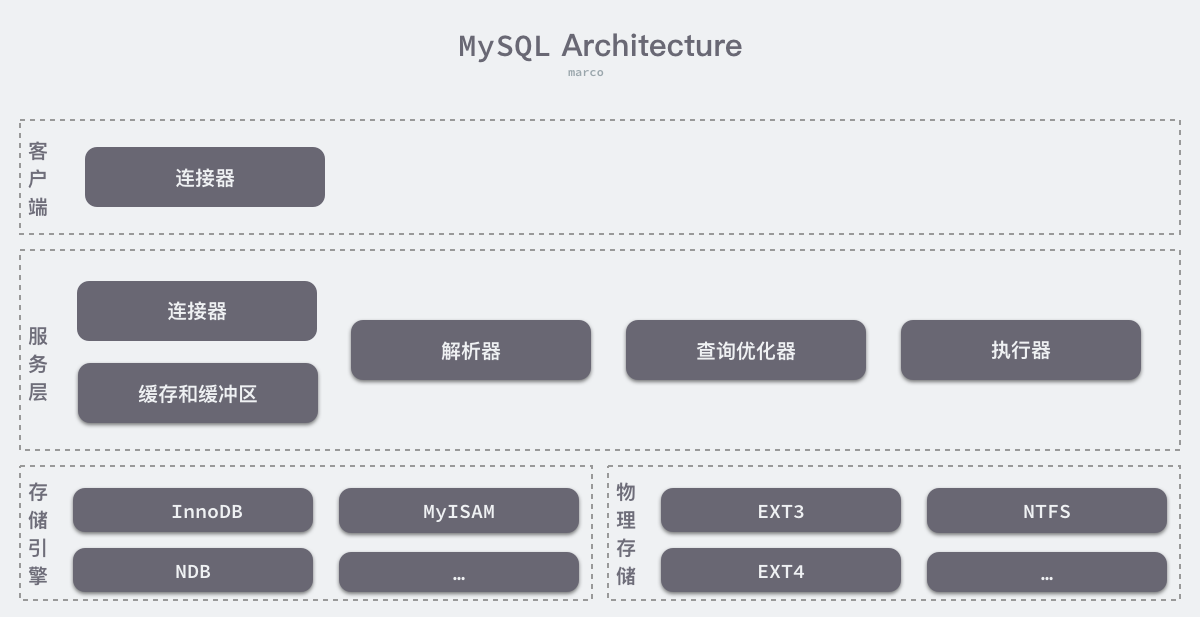 MySQL Architecture
marco
客户端
连接器
服务层
连接器
缓存和缓冲区
解析器
查询优化器
执行器
存储引擎
InnoDB
MyISAM
NDB
…
物理存储
EXT3
NTFS
EXT4
…